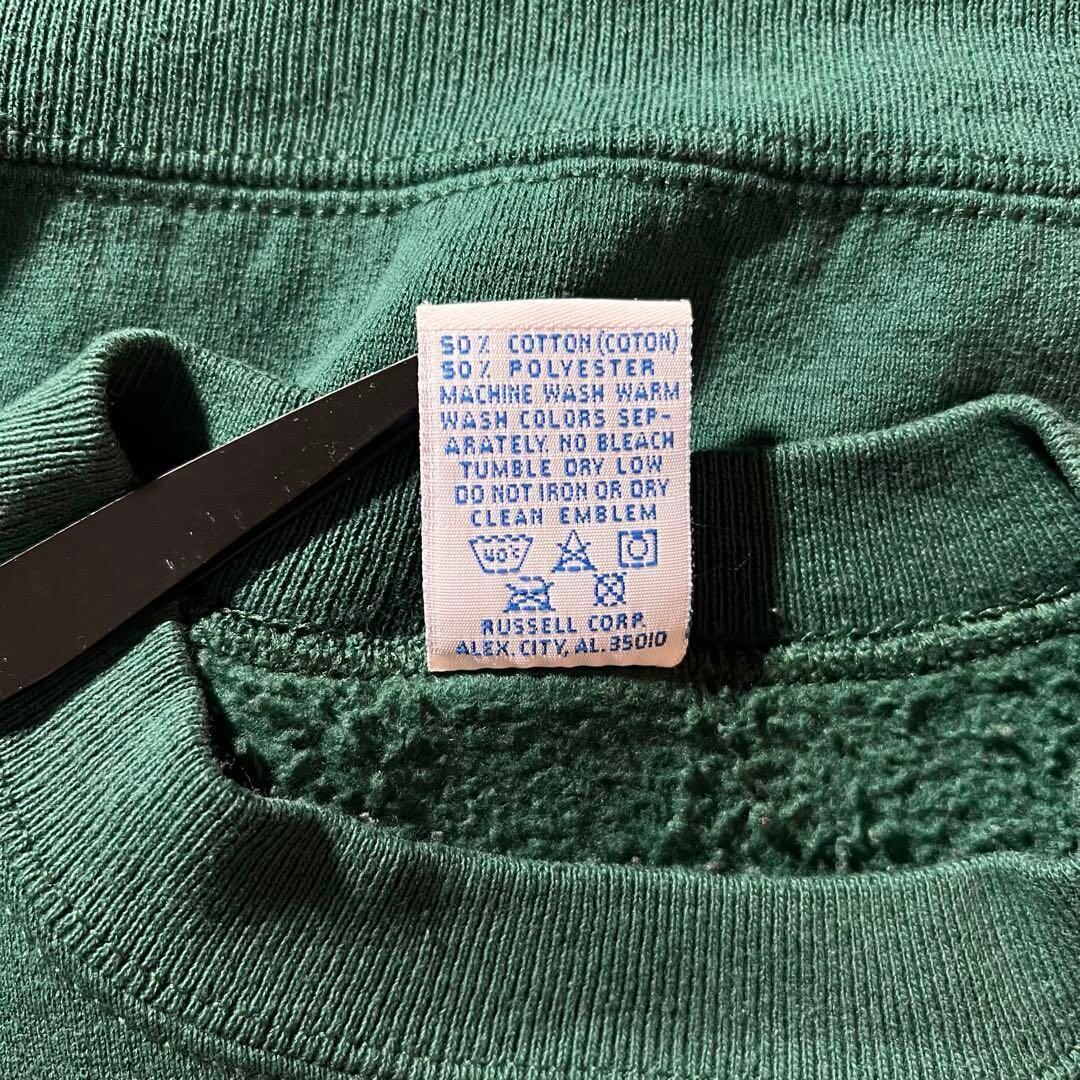 50% COTTON (COTON)
50% POLYESTER
MACHINE WASH WARM
WASH COLORS SEP-
ARATELY. NO BLEACH
TUMBLE DRY LOW
DO NOT IRON OR DRY
CLEAN EMBLEM
40°C
RUSSELL CORP.
ALEX. CITY, AL. 35010